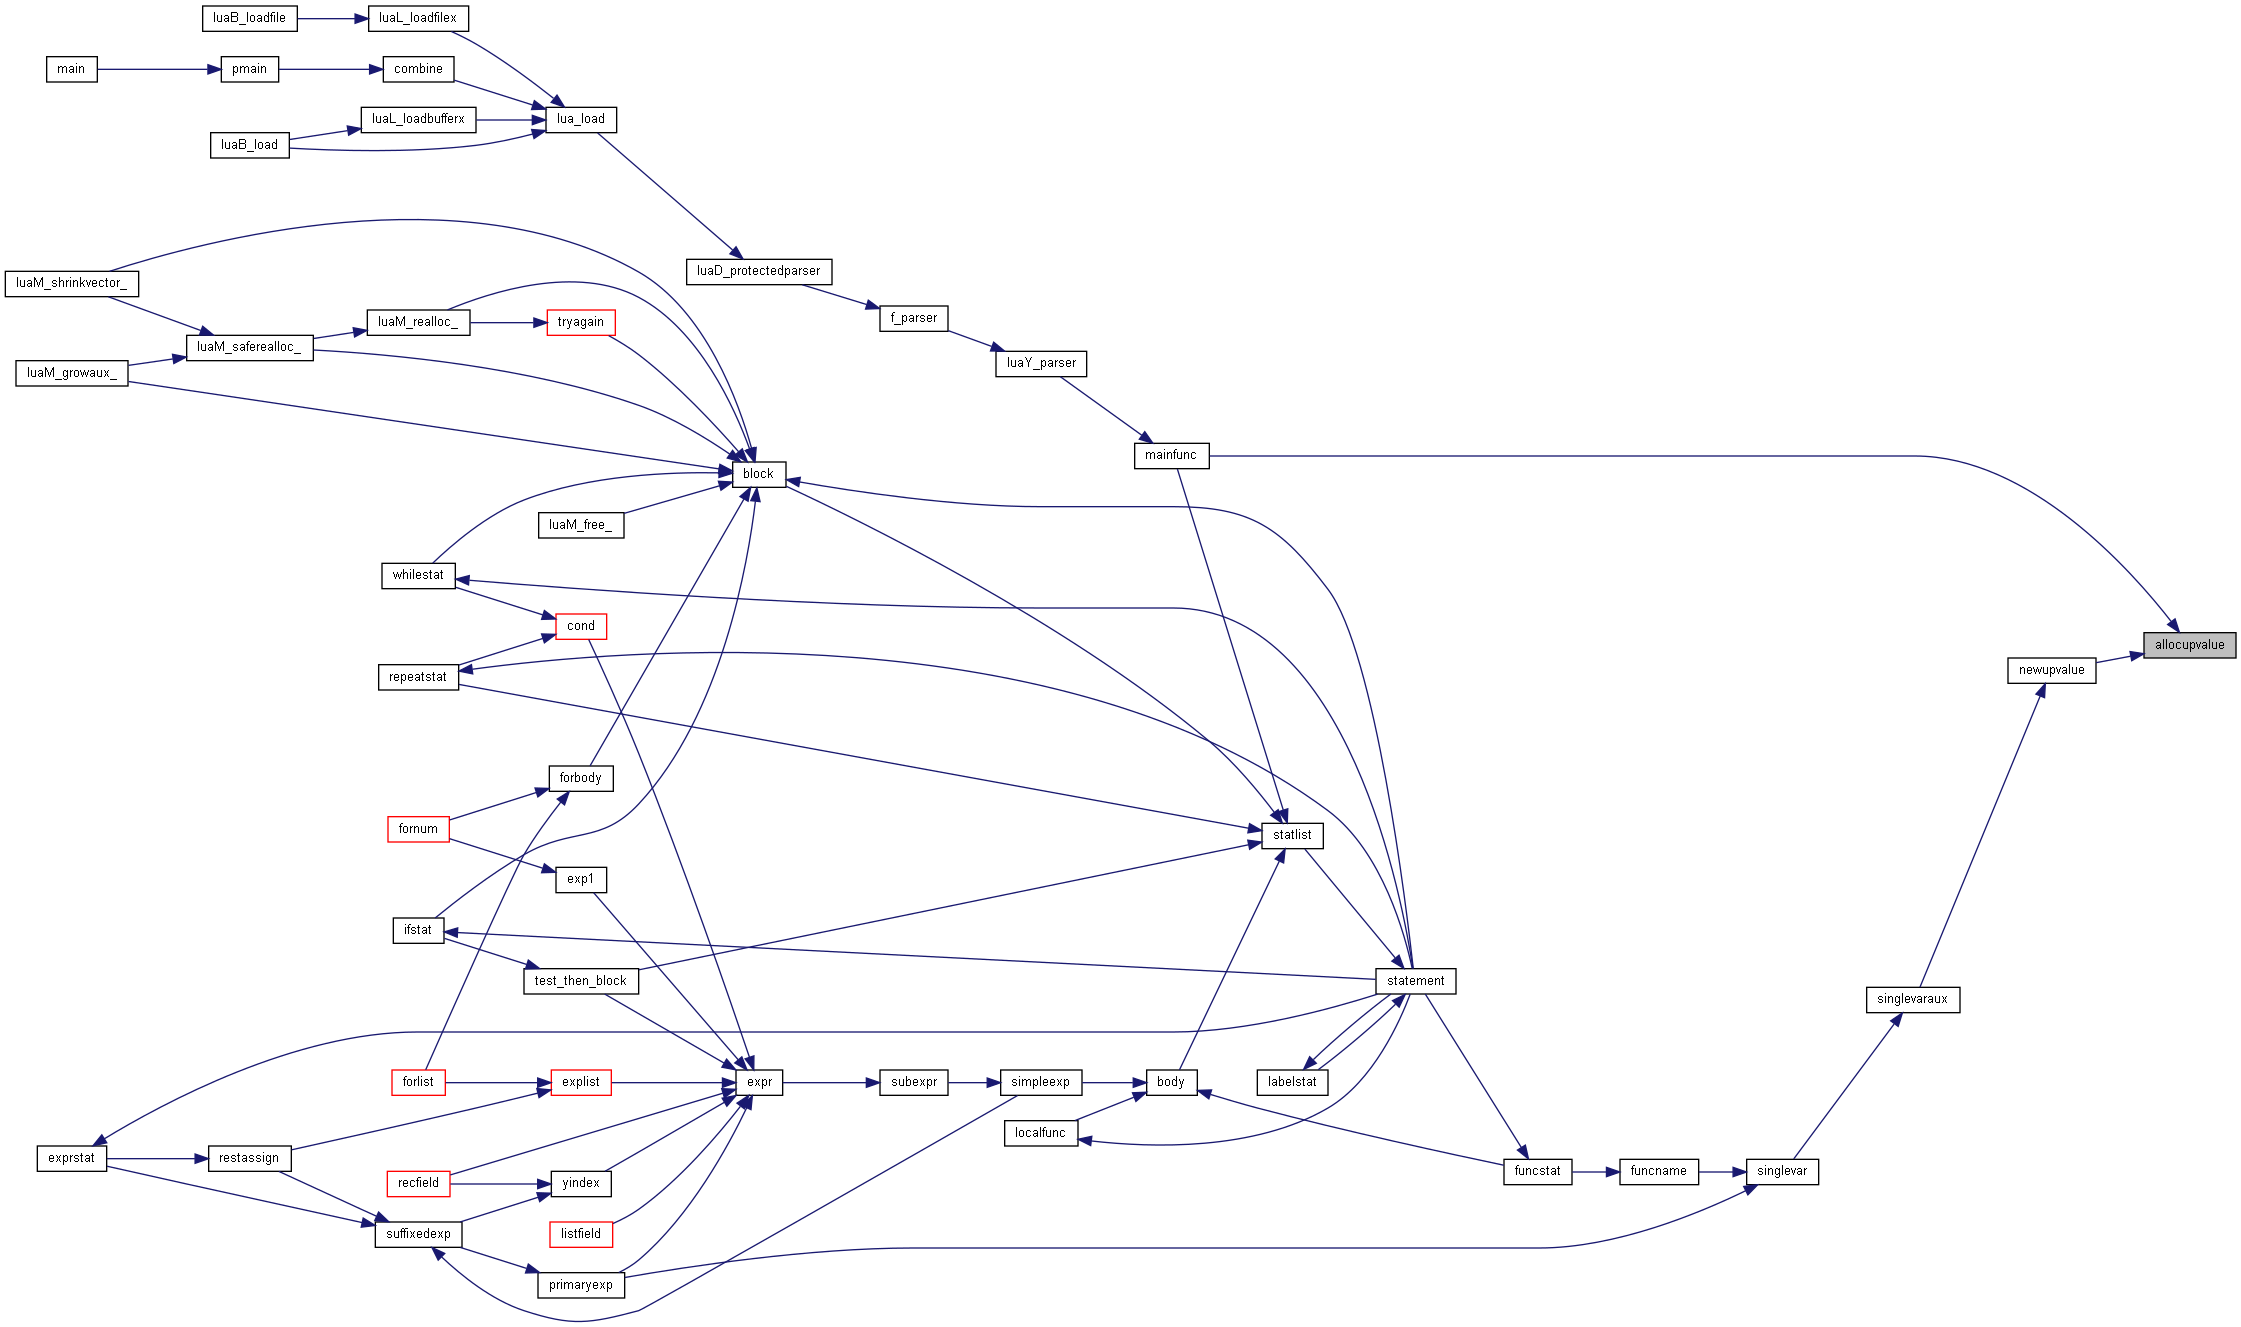 luaB_loadfile
luaL_loadfilex
main
pmain
combine
luaL_loadbufferx
lua_load
luaB_load
luaD_protectedparser
luaM_shrinkvector_
f_parser
luaM_realloc_
tryagain
luaM_saferealloc_
luaY_parser
luaM_growaux_
mainfunc
block
luaM_free_
whilestat
cond
allocupvalue
newupvalue
repeatstat
forbody
fornum
statlist
exp1
ifstat
test_then_block
statement
singlevaraux
forlist
explist
expr
subexpr
simpleexp
body
labelstat
localfunc
exprstat
restassign
recfield
yindex
funcstat
funcname
singlevar
suffixedexp
listfield
primaryexp